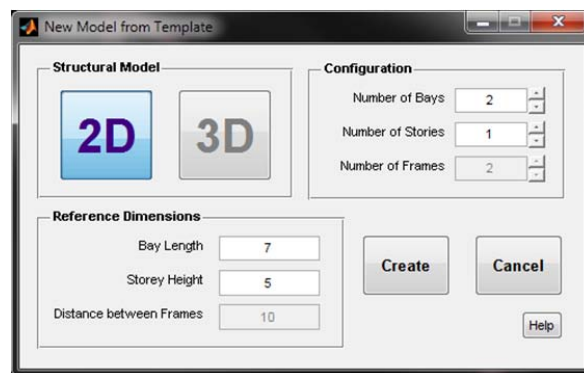 New Model from Template
Structural Model
2D
3D
Configuration
Number of Bays 2
Number of Stories 1
Number of Frames 2
Reference Dimensions
Bay Length 7
Storey Height 5
Distance between Frames 10
Create
Cancel
Help